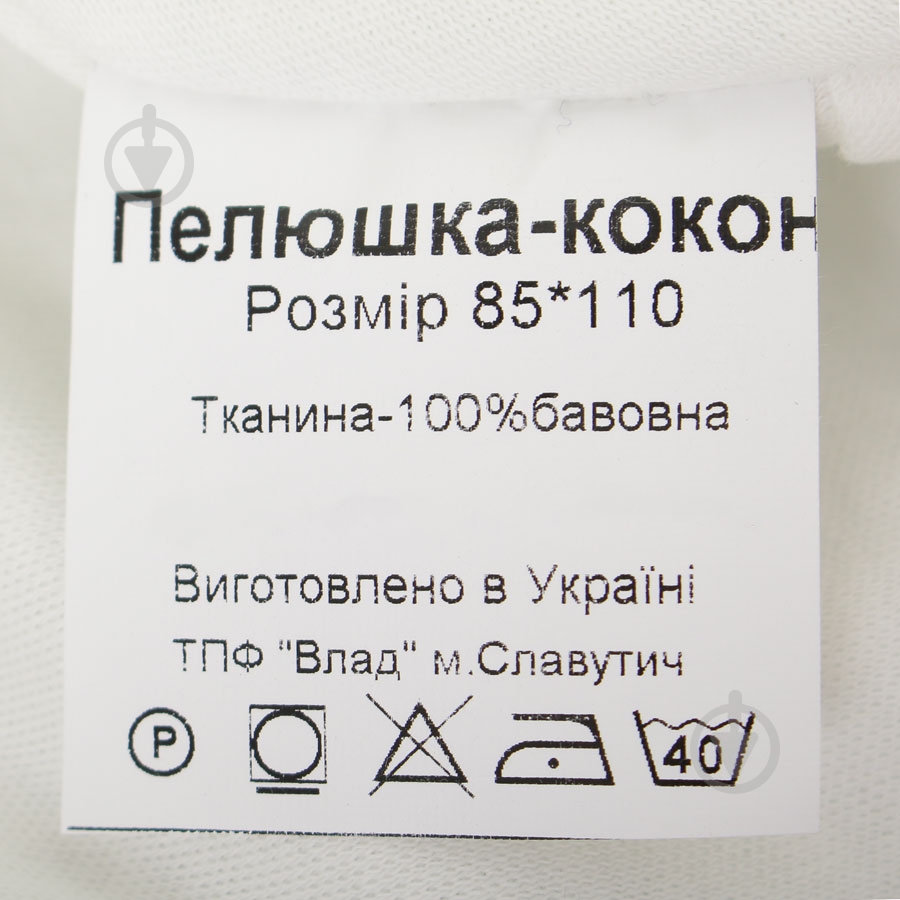 Пелюшка-кокон
Розмір 85*110
Тканина-100%бавовна
Виготовлено в Україні
ТПФ "Влад" м.Славутич
P
40